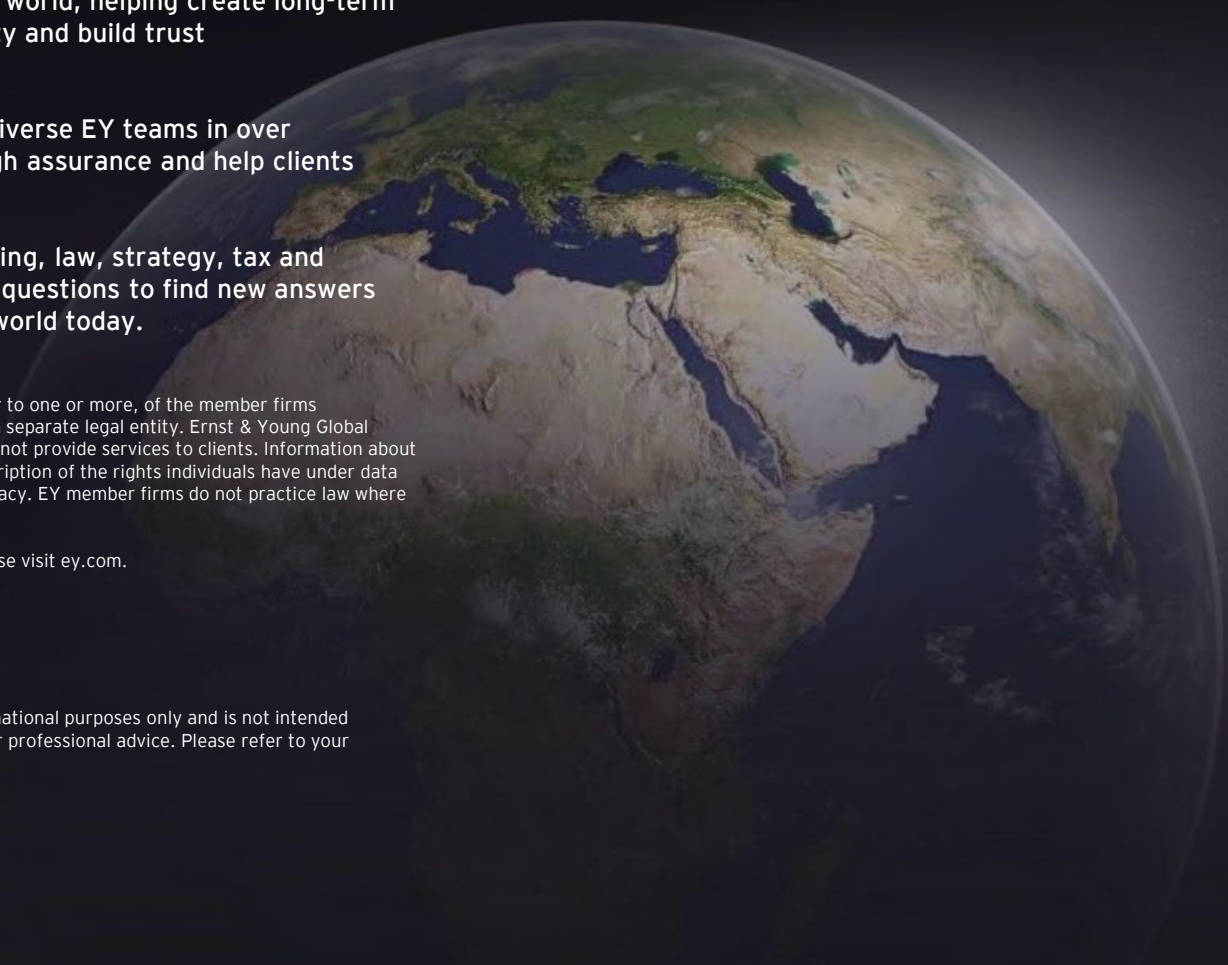 world, helping create long-term
ty and build trust
iverse EY teams in over
gh assurance and help clients
ing, law, strategy, tax and
questions to find new answers
world today.
r to one or more, of the member firms
separate legal entity. Ernst & Young Global
not provide services to clients. Information about
ription of the rights individuals have under data
acy. EY member firms do not practice law where
se visit ey.com.
national purposes only and is not intended
r professional advice. Please refer to your